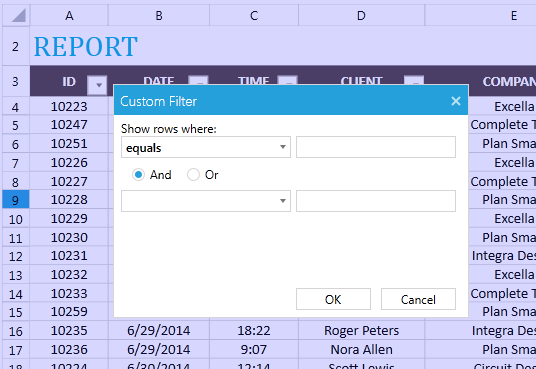 A B C D E
2 REPORT
3 ID DATE TIME CLIENT COMPAN
4 10223 Excella
5 10247 Complete T
6 10251 Plan Sma
7 10226 Excella
8 10227 Complete T
9 10228 Plan Sma
10 10229 Excella
11 10230 Plan Sma
12 10231 Integra Des
13 10232 Excella
14 10233 Complete T
15 10259 Plan Sma
16 10235 6/29/2014 18:22 Roger Peters Integra Des
17 10236 6/29/2014 9:07 Nora Allen Plan Sma
18 10224 6/30/2014 12:14 Scott Lewis Circuit Des
Custom Filter
Show rows where:
equals
And Or
OK Cancel